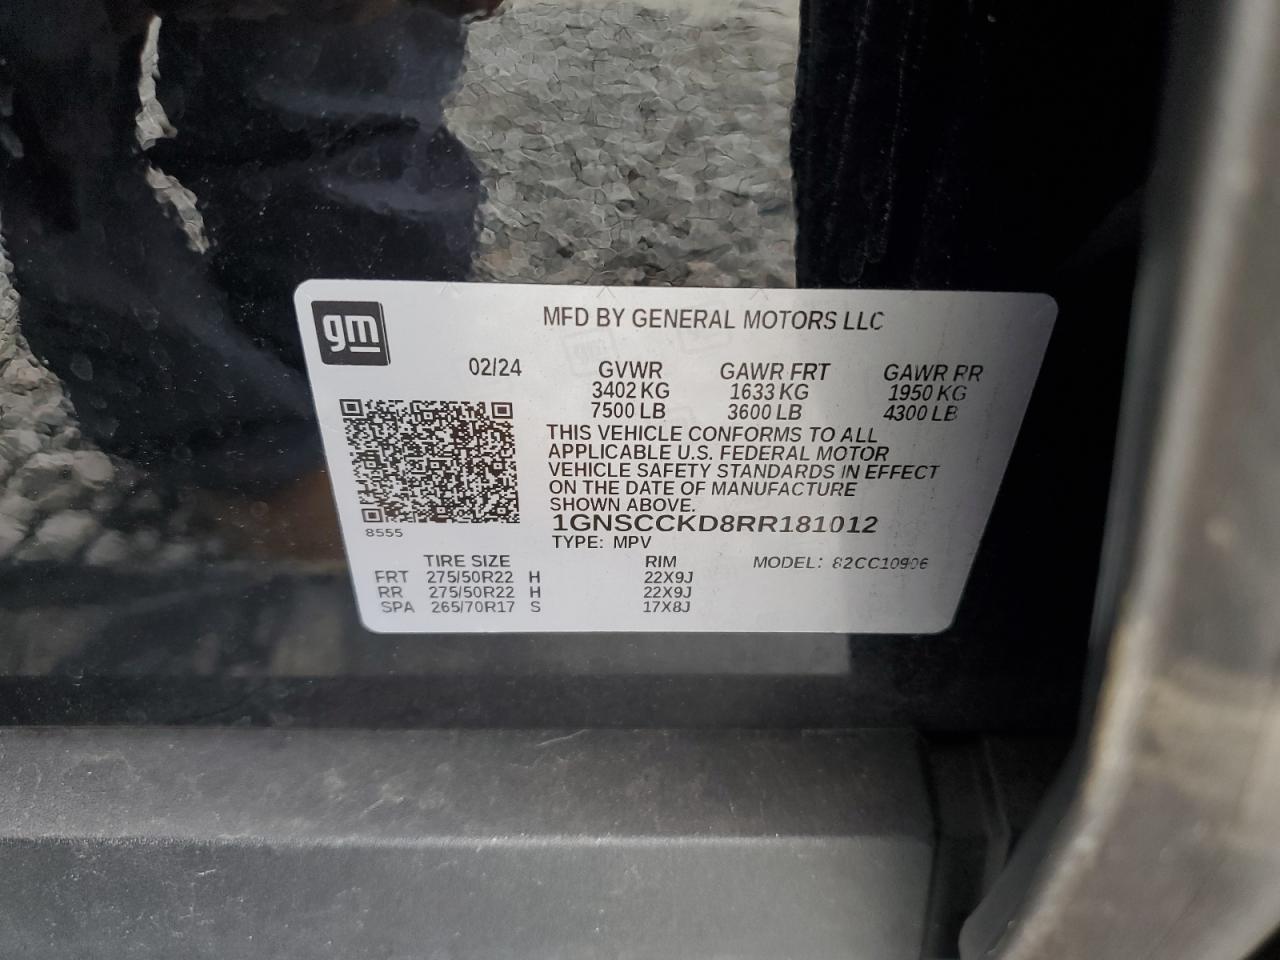 gm
MFD BY GENERAL MOTORS LLC
02/24 GVWR GAWR FRT GAWR RR
3402 KG 1633 KG 1950 KG
7500 LB 3600 LB 4300 LB
THIS VEHICLE CONFORMS TO ALL
APPLICABLE U.S. FEDERAL MOTOR
VEHICLE SAFETY STANDARDS IN EFFECT
ON THE DATE OF MANUFACTURE
SHOWN ABOVE.
8555
1GNSCCKD8RR181012
TYPE: MPV
TIRE SIZE RIM MODEL: 82CC10906
FRT 275/50R22 H 22X9J
RR 275/50R22 H 22X9J
SPA 265/70R17 S 17X8J